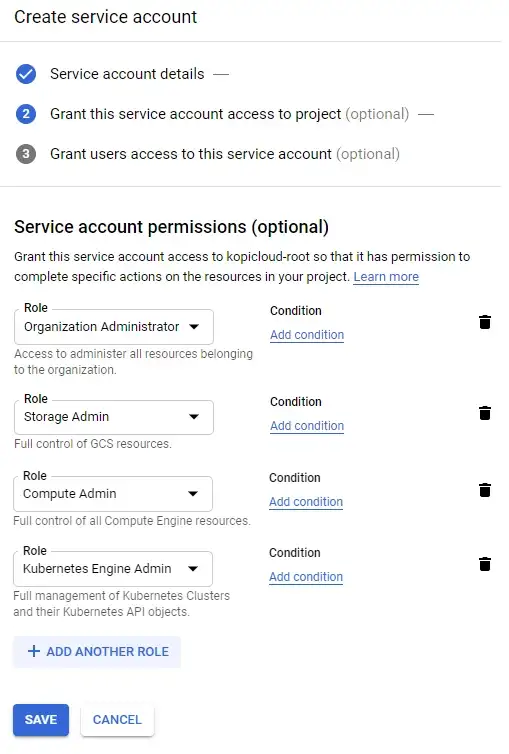 Create service account
Service account details —
2 Grant this service account access to project (optional) —
3 Grant users access to this service account (optional)
Service account permissions (optional)
Grant this service account access to kopicloud-root so that it has permission to
complete specific actions on the resources in your project. Learn more
Role
Organization Administrator
Condition
Add condition
Access to administer all resources belonging
to the organization.
Role
Storage Admin
Condition
Add condition
Full control of GCS resources.
Role
Compute Admin
Condition
Add condition
Full control of all Compute Engine resources.
Role
Kubernetes Engine Admin
Condition
Add condition
Full management of Kubernetes Clusters
and their Kubernetes API objects.
+ ADD ANOTHER ROLE
SAVE CANCEL